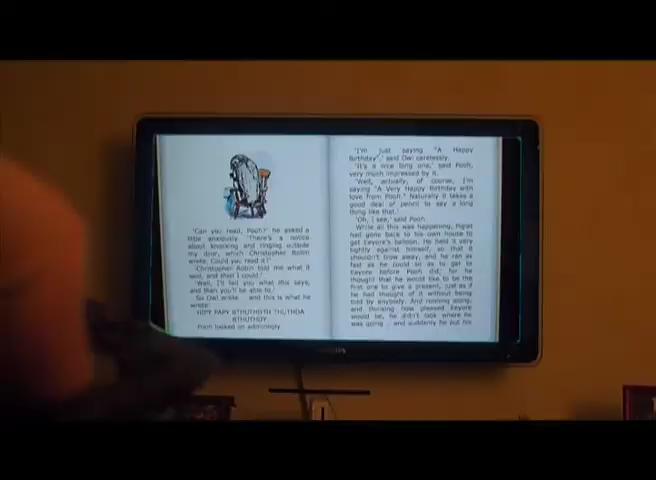 'Can you read, Pooh?' he asked a
little anxiously. 'There's a notice
about knocking and ringing outside
my door, which Christopher Robin
wrote. Could you read it?'
'Christopher Robin told me what it
said, and then I could.'
'Well, I'll tell you what this says,
and then you'll be able to.'
So Owl wrote and this is what he
wrote:
HIPY PAPY BTHUTHDTH THUTHDA
BTHUTHDY
Pooh looked on admiringly.
'I'm just saying "A Happy
Birthday",' said Owl carelessly.
'It's a nice long one,' said Pooh,
very much impressed by it.
'Well, actually, of course, I'm
saying "A Very Happy Birthday with
love from Pooh." Naturally it takes a
good deal of pencil to say a long
thing like that.'
'Oh, I see,' said Pooh.
While all this was happening, Piglet
had gone back to his own house to
get Eeyore's balloon. He held it very
tightly against himself, so that it
shouldn't blow away, and he ran as
fast as he could so as to get to
Eeyore before Pooh did; for he
thought that he would like to be the
first one to give a present, just as if
he had thought of it without being
told by anybody. And running along,
and thinking how pleased Eeyore
would be, he didn't look where he
was going and suddenly he put his
PHILIPS